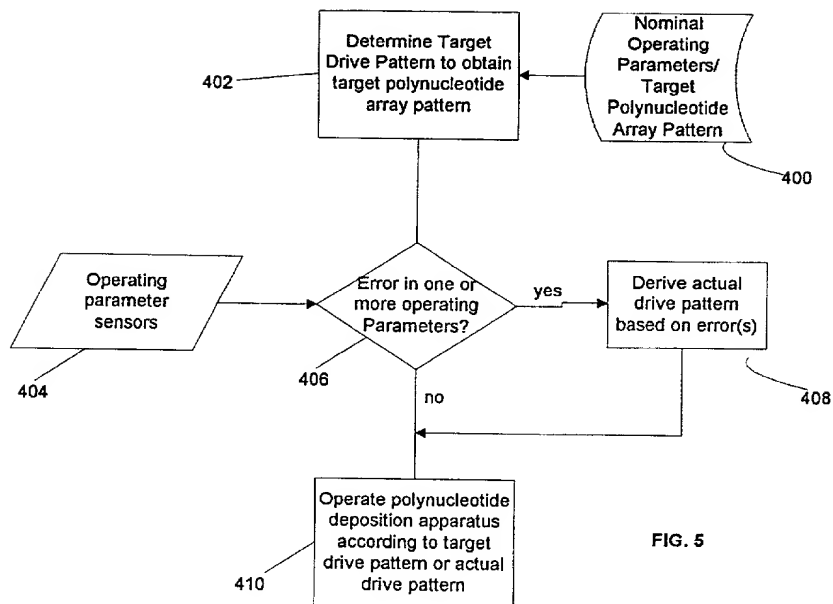 Determine Target
Drive Pattern to obtain
target polynucleotide
array pattern
402
Nominal
Operating
Parameters/
Target
Polynucleotide
Array Pattern
400
Operating
parameter
sensors
404
Error in one or
more operating
Parameters?
406
yes
Derive actual
drive pattern
based on error(s)
408
no
Operate polynucleotide
deposition apparatus
according to target
drive pattern or actual
drive pattern
410
FIG. 5